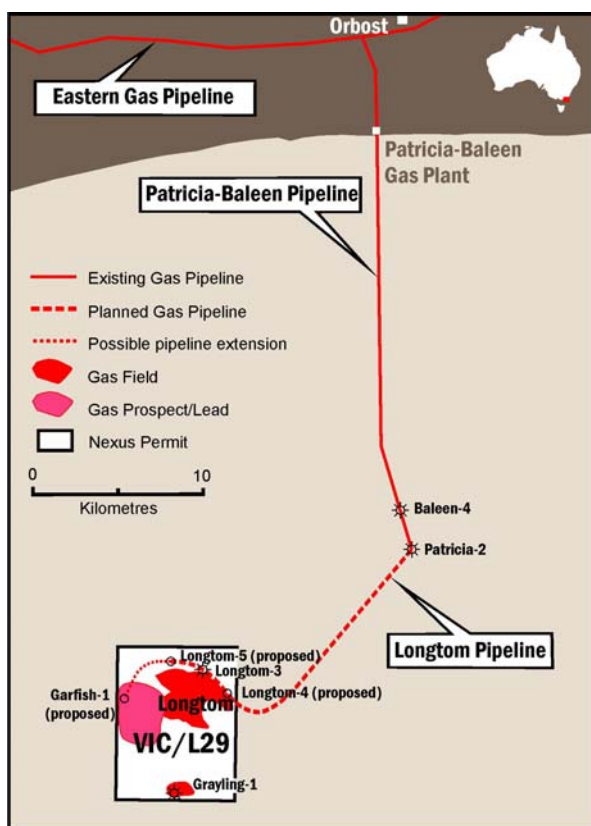 Orbost
Eastern Gas Pipeline
Patricia-Baleen
Gas Plant
Patricia-Baleen Pipeline
Existing Gas Pipeline
Planned Gas Pipeline
Possible pipeline extension
Gas Field
Gas Prospect/Lead
Nexus Permit
0 10
Kilometres
Baleen-4
Patricia-2
Longtom Pipeline
Longtom-5 (proposed)
Longtom-3
Garfish-1
(proposed)
Longtom
Longtom-4 (proposed)
VIC/L29
Grayling-1